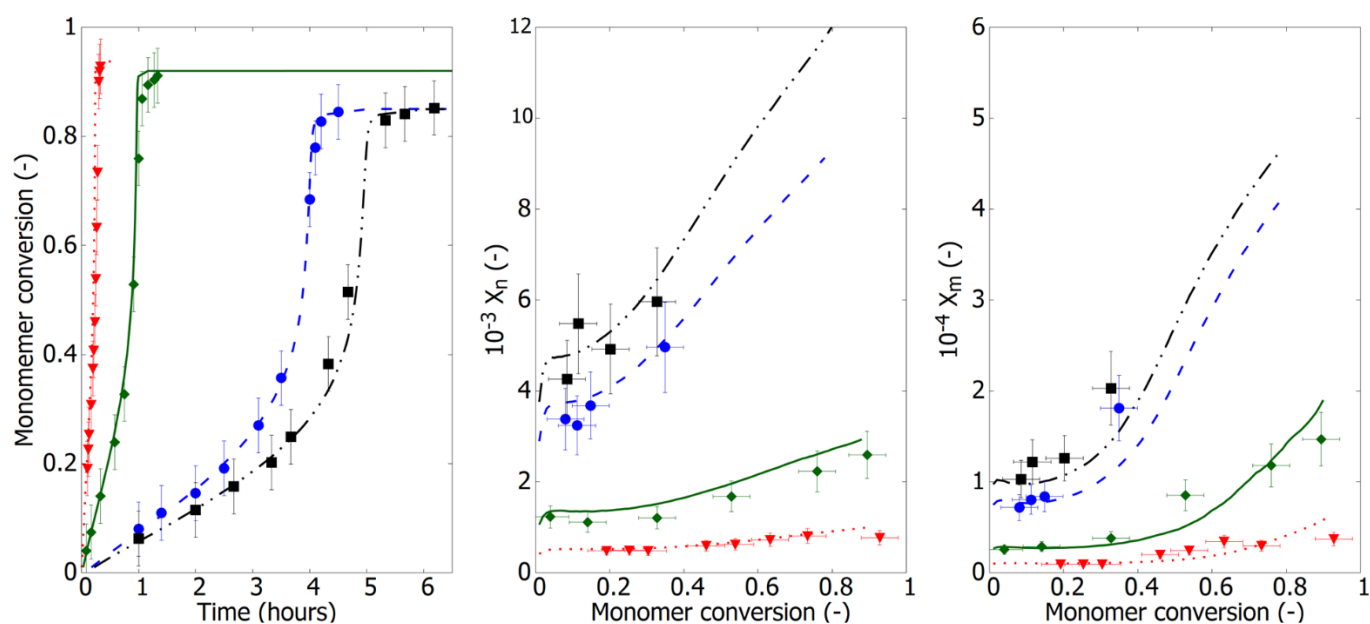 Monomer conversion (-)
1
0.8
0.6
0.4
0.2
0
0 1 2 3 4 5 6
Time (hours)
10⁻³ Xₙ (-)
12
10
8
6
4
2
0
0 0.2 0.4 0.6 0.8 1
Monomer conversion (-)
10⁻⁴ Xₘ (-)
6
5
4
3
2
1
0
0 0.2 0.4 0.6 0.8 1
Monomer conversion (-)